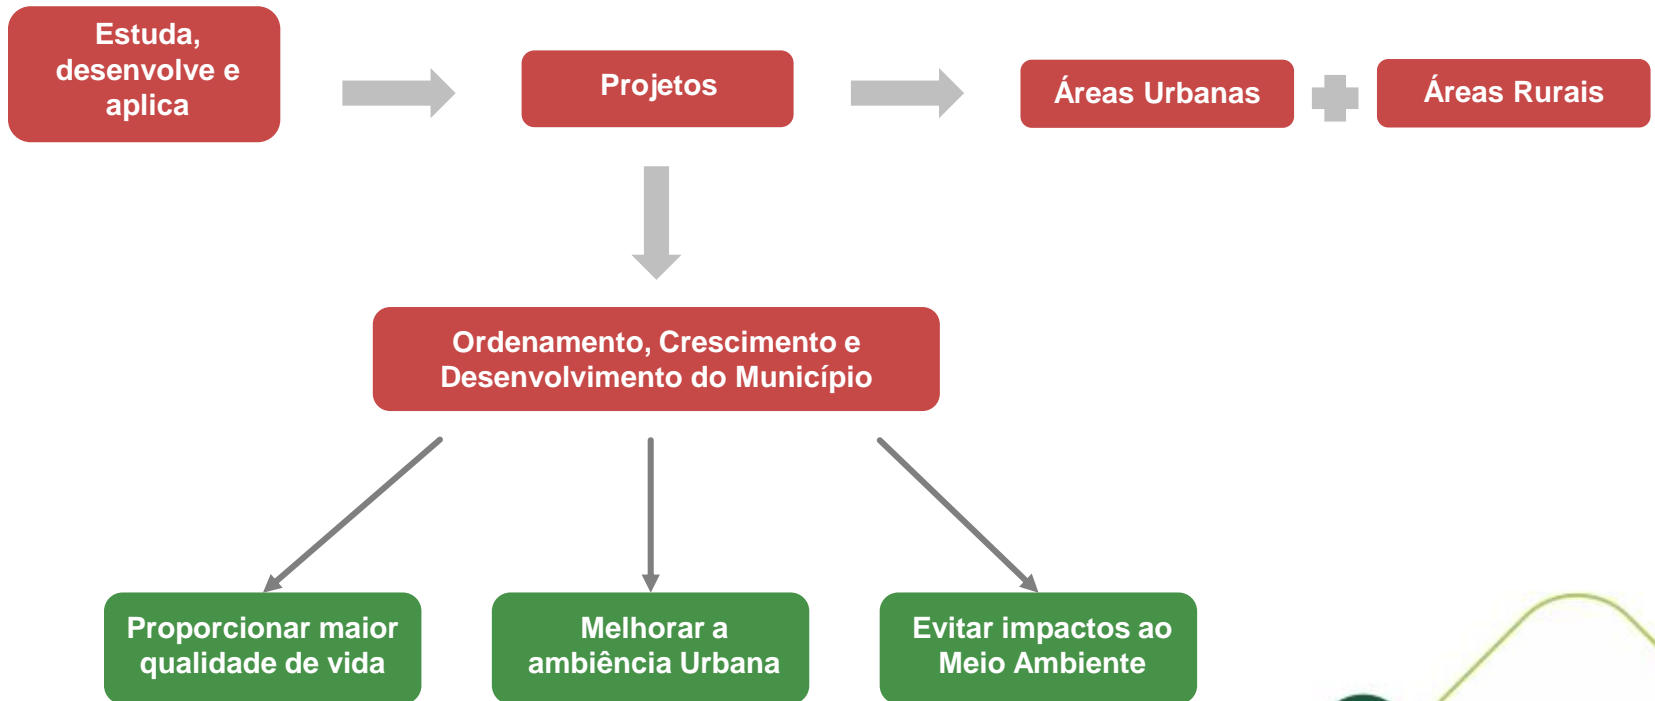 Estuda,
desenvolve e
aplica
Projetos
Áreas Urbanas
Áreas Rurais
Ordenamento, Crescimento e
Desenvolvimento do Município
Proporcionar maior
qualidade de vida
Melhorar a
ambiência Urbana
Evitar impactos ao
Meio Ambiente